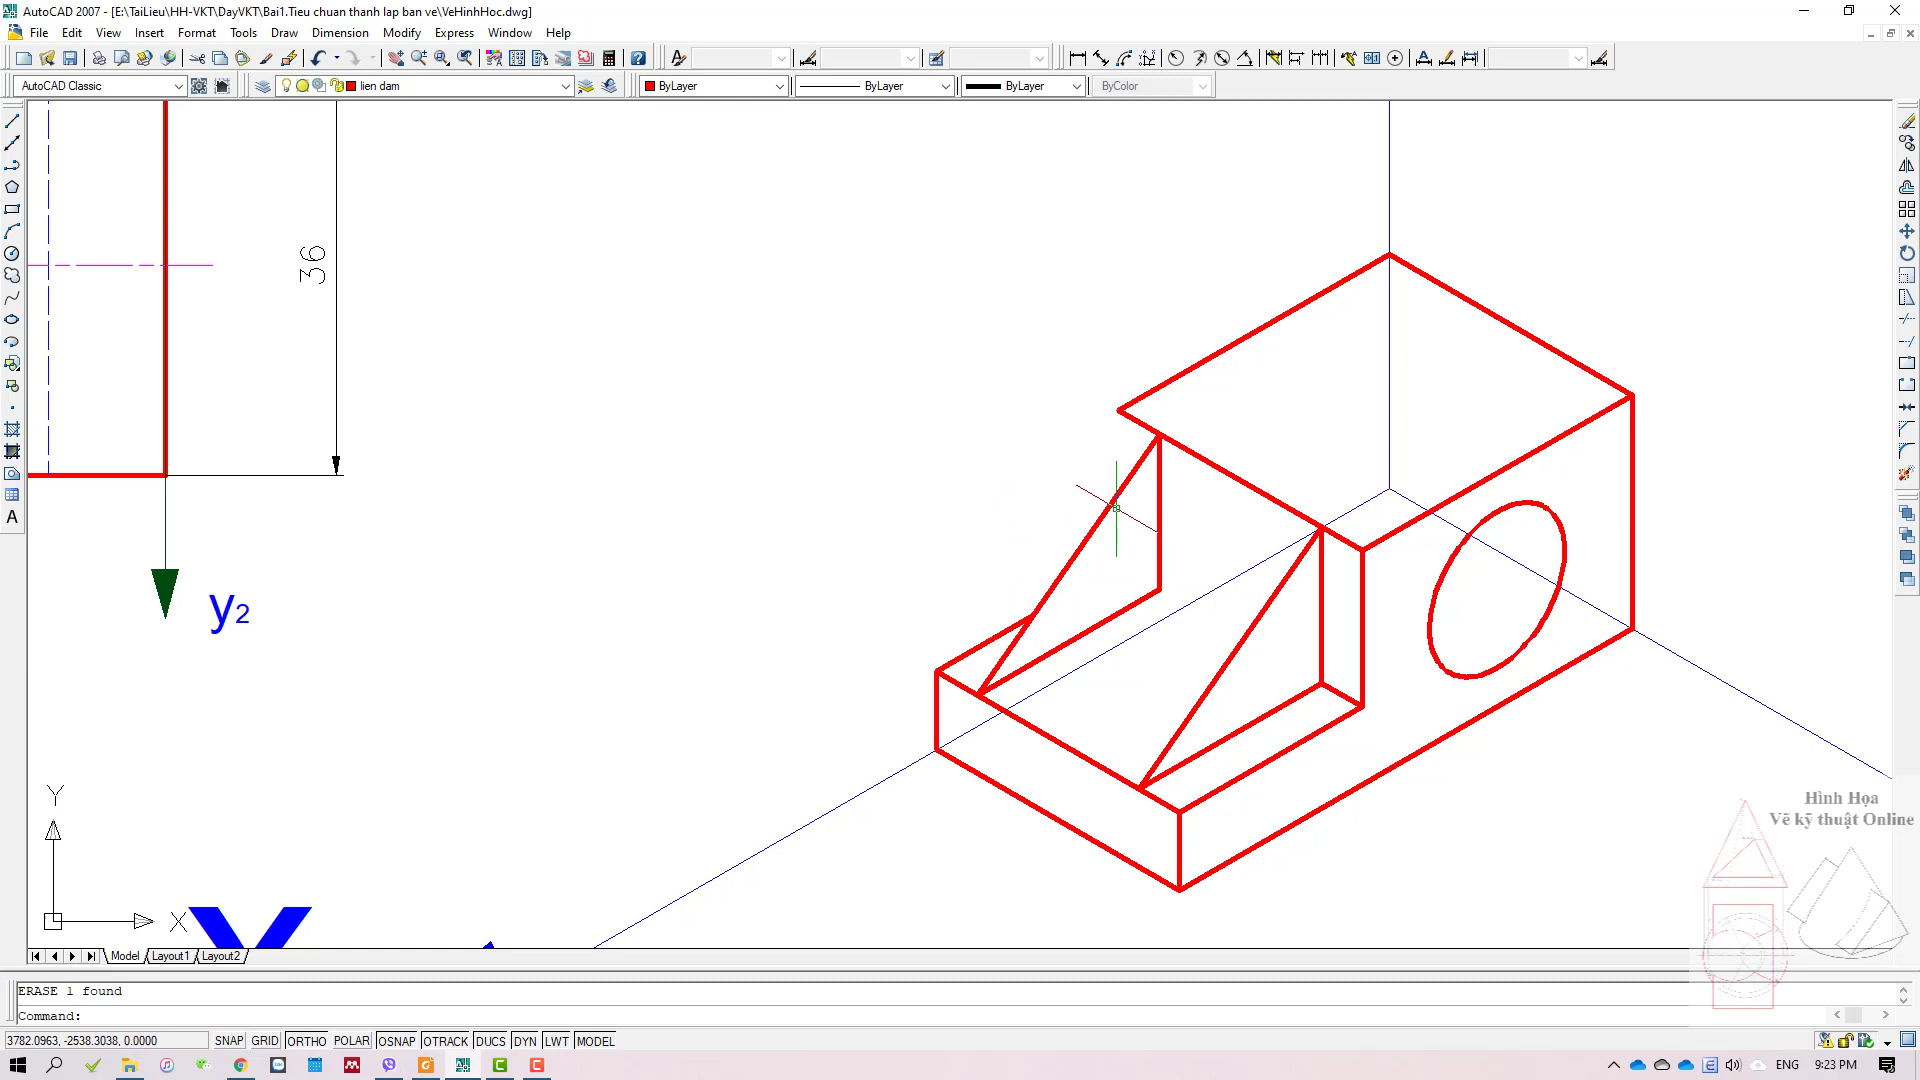 AutoCAD 2007 - [E:\TaiLieu\HH-VKT\DayVKT\Bai1.Tieu chuan thanh lap ban ve\VeHinhHoc.dwg]
File Edit View Insert Format Tools Draw Dimension Modify Express Window Help
AutoCAD Classic lien dam ByLayer ByLayer ByLayer ByColor
36
y2
Y
X
A
Hình Họa
Vẽ kỹ thuật Online
Model Layout1 Layout2
ERASE 1 found
Command:
3782.0963, -2538.3038, 0.0000 SNAP GRID ORTHO POLAR OSNAP OTRACK DUCS DYN LWT MODEL
ENG 9:23 PM